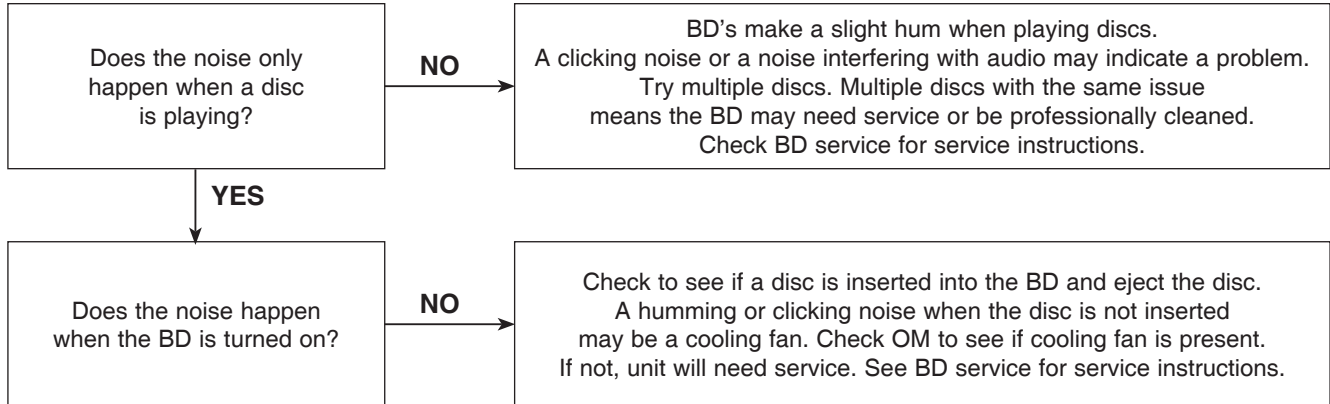 Does the noise only
happen when a disc
is playing?
NO
BD’s make a slight hum when playing discs.
A clicking noise or a noise interfering with audio may indicate a problem.
Try multiple discs. Multiple discs with the same issue
means the BD may need service or be professionally cleaned.
Check BD service for service instructions.
YES
Does the noise happen
when the BD is turned on?
NO
Check to see if a disc is inserted into the BD and eject the disc.
A humming or clicking noise when the disc is not inserted
may be a cooling fan. Check OM to see if cooling fan is present.
If not, unit will need service. See BD service for service instructions.